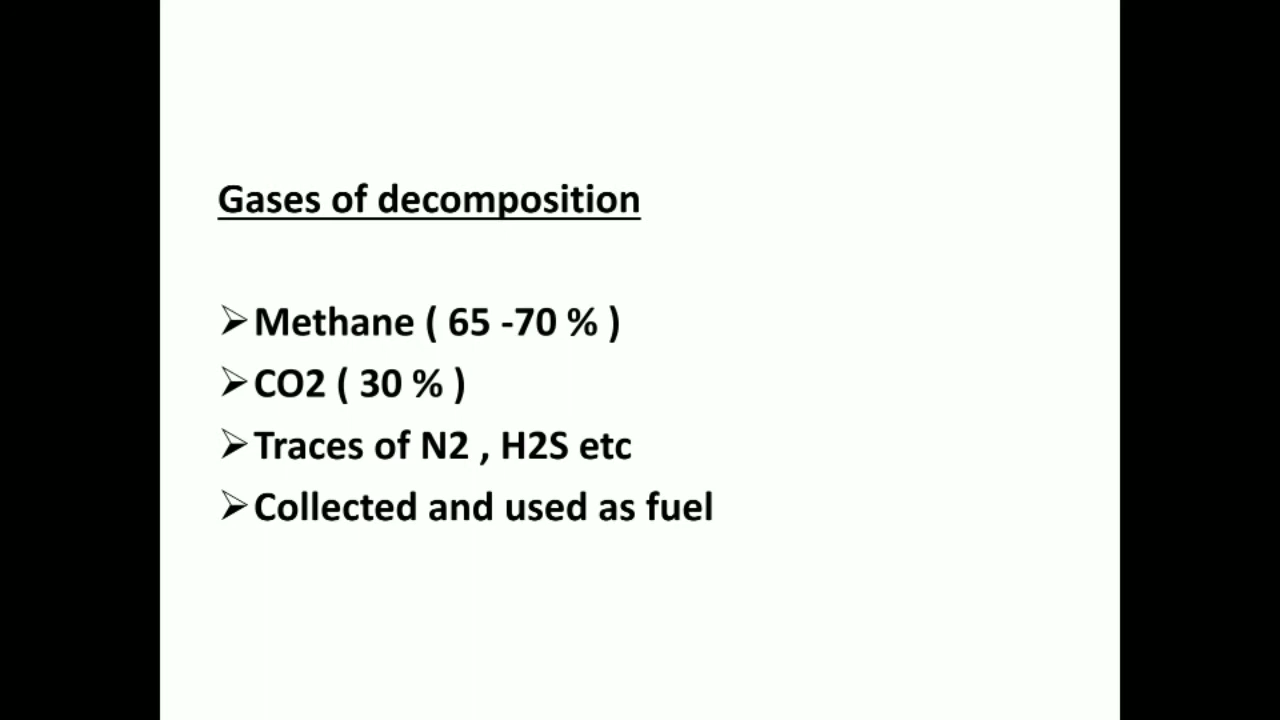 Gases of decomposition
➢Methane ( 65 -70 % )
➢CO2 ( 30 % )
➢Traces of N2 , H2S etc
➢Collected and used as fuel